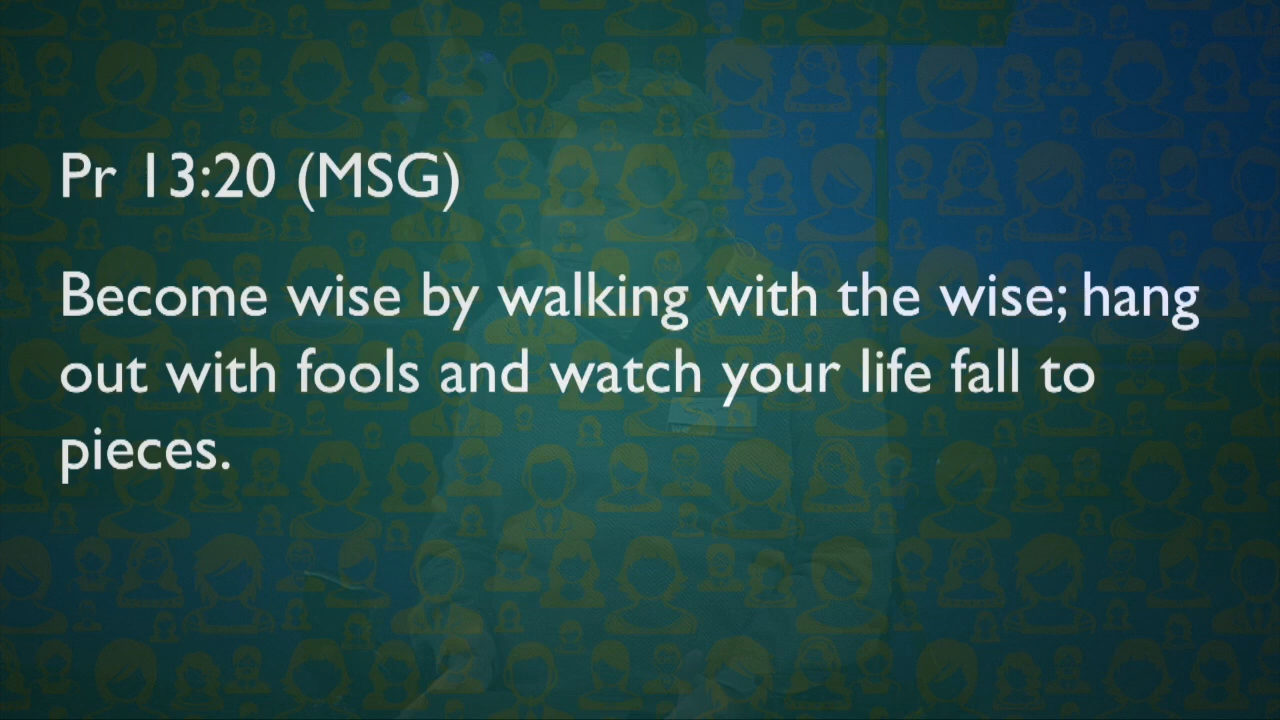 Pr 13:20 (MSG)
Become wise by walking with the wise; hang
out with fools and watch your life fall to
pieces.